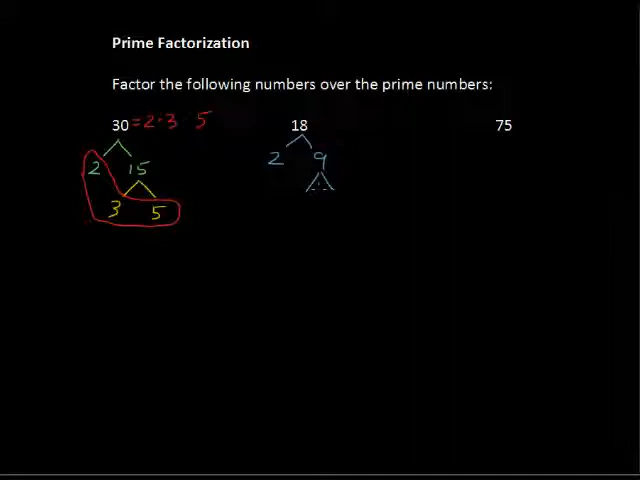 Prime Factorization
Factor the following numbers over the prime numbers:
30 = 2 · 3 5
18
75
2 15
2 9
3 5